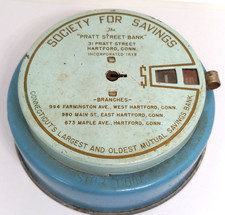 SOCIETY FOR SAVINGS
The
"PRATT STREET BANK"
31 PRATT STREET
HARTFORD, CONN.
INCORPORATED 1819
$
-BRANCHES-
994 FARMINGTON AVE., WEST HARTFORD, CONN.
980 MAIN ST., EAST HARTFORD, CONN.
673 MAPLE AVE., HARTFORD, CONN.
CONNECTICUT'S LARGEST AND OLDEST MUTUAL SAVINGS BANK